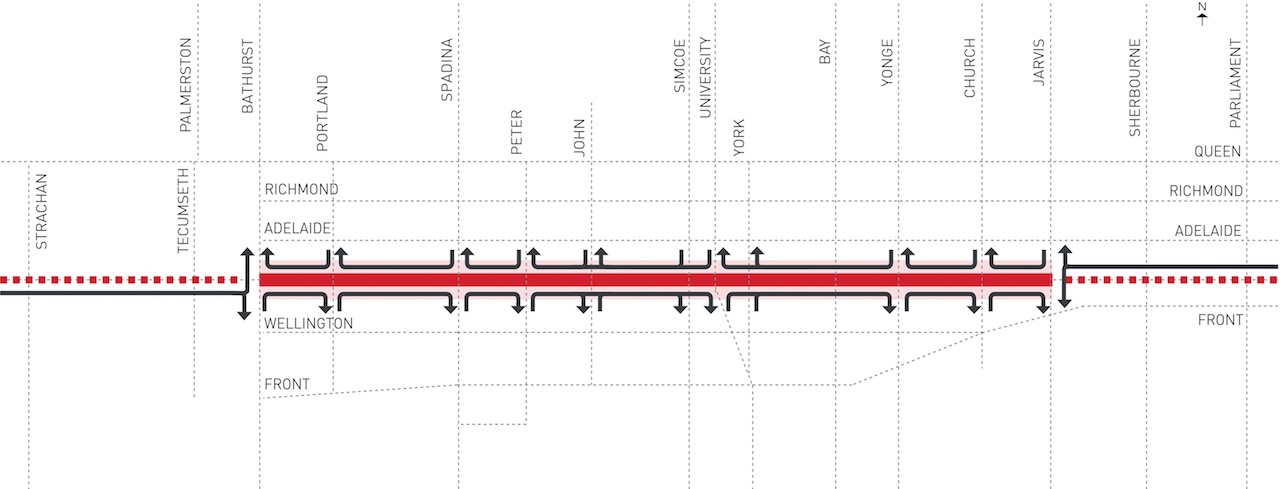 N
PALMERSTON
BATHURST
PORTLAND
SPADINA
PETER
JOHN
SIMCOE
UNIVERSITY
YORK
BAY
YONGE
CHURCH
JARVIS
SHERBOURNE
PARLIAMENT
QUEEN
STRACHAN
TECUMSETH
RICHMOND
RICHMOND
ADELAIDE
ADELAIDE
WELLINGTON
FRONT
FRONT